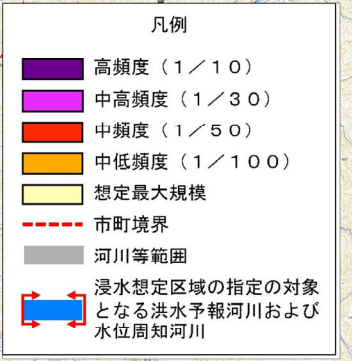 凡例
高頻度（１／１０）
中高頻度（１／３０）
中頻度（１／５０）
中低頻度（１／１００）
想定最大規模
市町境界
河川等範囲
浸水想定区域の指定の対象
となる洪水予報河川および
水位周知河川